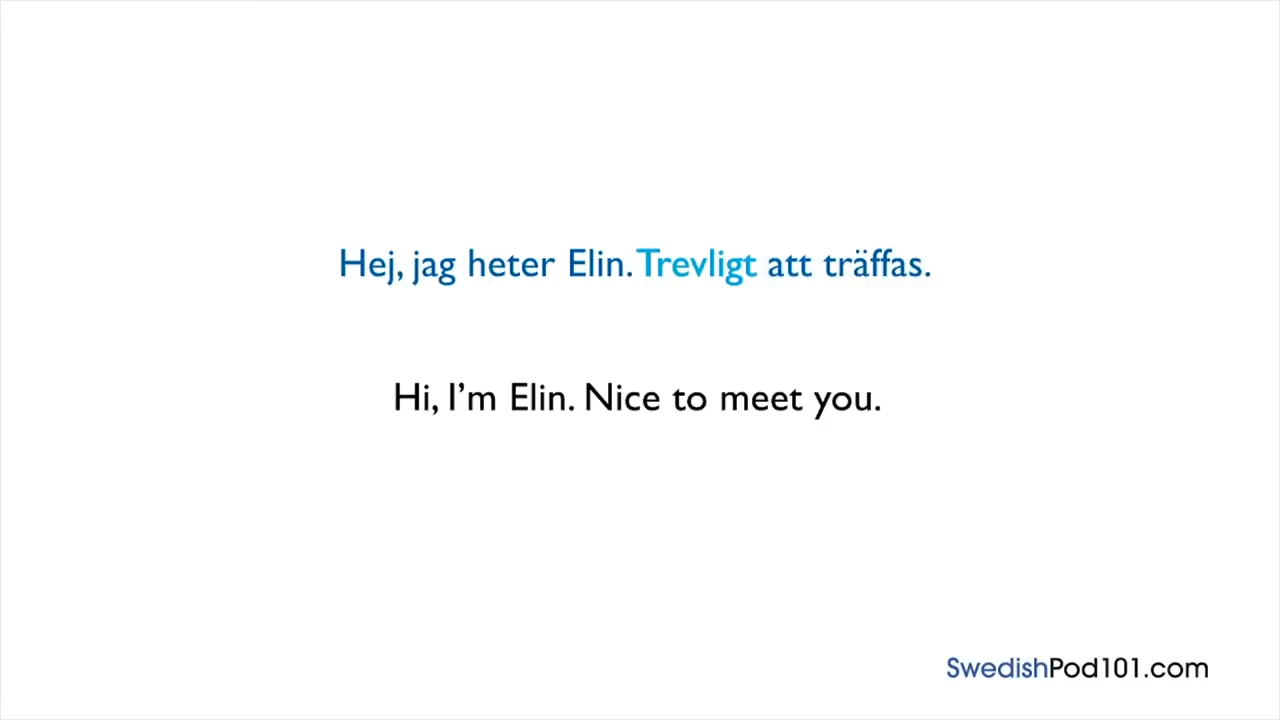 Hej, jag heter Elin. Trevligt att träffas.
Hi, I’m Elin. Nice to meet you.
SwedishPod101.com